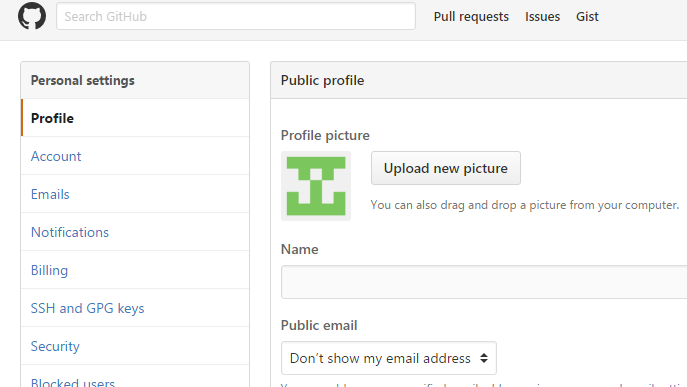 Search GitHub
Pull requests
Issues
Gist
Personal settings
Profile
Account
Emails
Notifications
Billing
SSH and GPG keys
Security
Blocked users
Public profile
Profile picture
Upload new picture
You can also drag and drop a picture from your computer.
Name
Public email
Don’t show my email address